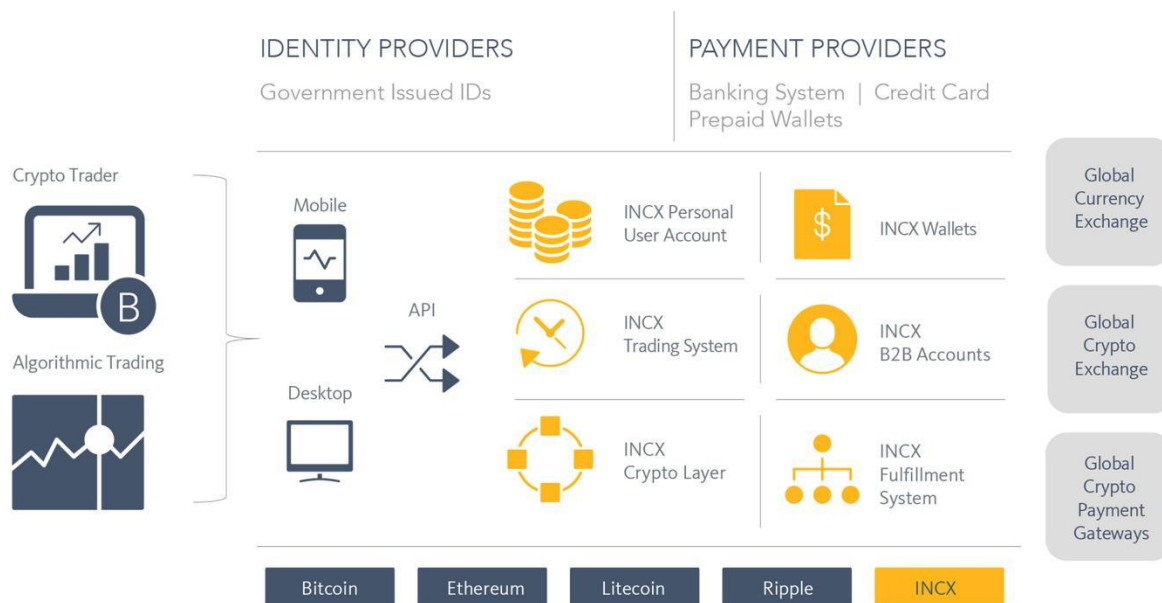 IDENTITY PROVIDERS
Government Issued IDs
PAYMENT PROVIDERS
Banking System | Credit Card
Prepaid Wallets
Crypto Trader
B
Algorithmic Trading
Mobile
Desktop
API
INCX Personal
User Account
$
INCX Wallets
INCX
Trading System
INCX
B2B Accounts
INCX
Crypto Layer
INCX
Fulfillment
System
Global
Currency
Exchange
Global
Crypto
Exchange
Global
Crypto
Payment
Gateways
Bitcoin
Ethereum
Litecoin
Ripple
INCX